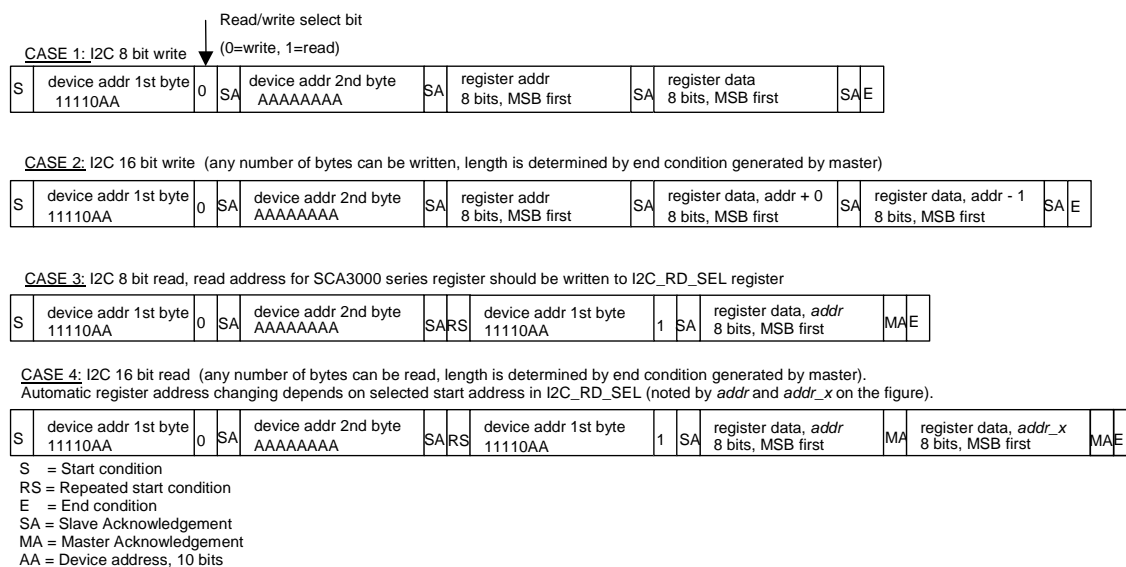 Read/write select bit
(0=write, 1=read)
CASE 1: I2C 8 bit write
S device addr 1st byte 11110AA 0 SA device addr 2nd byte AAAAAAAA SA register addr 8 bits, MSB first SA register data 8 bits, MSB first SA E
CASE 2: I2C 16 bit write (any number of bytes can be written, length is determined by end condition generated by master)
S device addr 1st byte 11110AA 0 SA device addr 2nd byte AAAAAAAA SA register addr 8 bits, MSB first SA register data, addr + 0 8 bits, MSB first SA register data, addr - 1 8 bits, MSB first SA E
CASE 3: I2C 8 bit read, read address for SCA3000 series register should be written to I2C_RD_SEL register
S device addr 1st byte 11110AA 0 SA device addr 2nd byte AAAAAAAA SA RS device addr 1st byte 11110AA 1 SA register data, addr 8 bits, MSB first MA E
CASE 4: I2C 16 bit read (any number of bytes can be read, length is determined by end condition generated by master).
Automatic register address changing depends on selected start address in I2C_RD_SEL (noted by addr and addr_x on the figure).
S device addr 1st byte 11110AA 0 SA device addr 2nd byte AAAAAAAA SA RS device addr 1st byte 11110AA 1 SA register data, addr 8 bits, MSB first MA register data, addr_x 8 bits, MSB first MA E
S = Start condition
RS = Repeated start condition
E = End condition
SA = Slave Acknowledgement
MA = Master Acknowledgement
AA = Device address, 10 bits